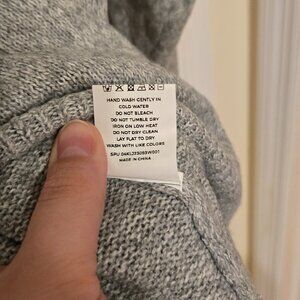 HAND WASH GENTLY IN
COLD WATER
DO NOT BLEACH
DO NOT TUMBLE DRY
IRON ON LOW HEAT
DO NOT DRY CLEAN
LAY FLAT TO DRY
WASH WITH LIKE COLORS
SPU 06KLJ25059W001
MADE IN CHINA